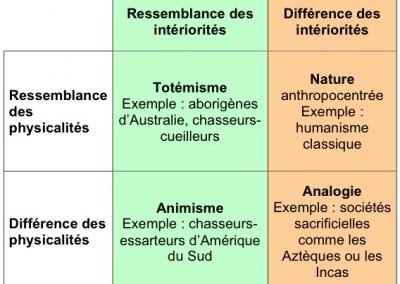 Ressemblance des
intériorités
Différence des
intériorités
Ressemblance
des
physicalités
Totémisme
Exemple : aborigènes
d'Australie, chasseurs-
cueilleurs
Nature
anthropocentrée
Exemple :
humanisme
classique
Différence des
physicalités
Animisme
Exemple : chasseurs-
essarteurs d'Amérique
du Sud
Analogie
Exemple : sociétés
sacrificielles
comme les
Aztèques ou les
Incas